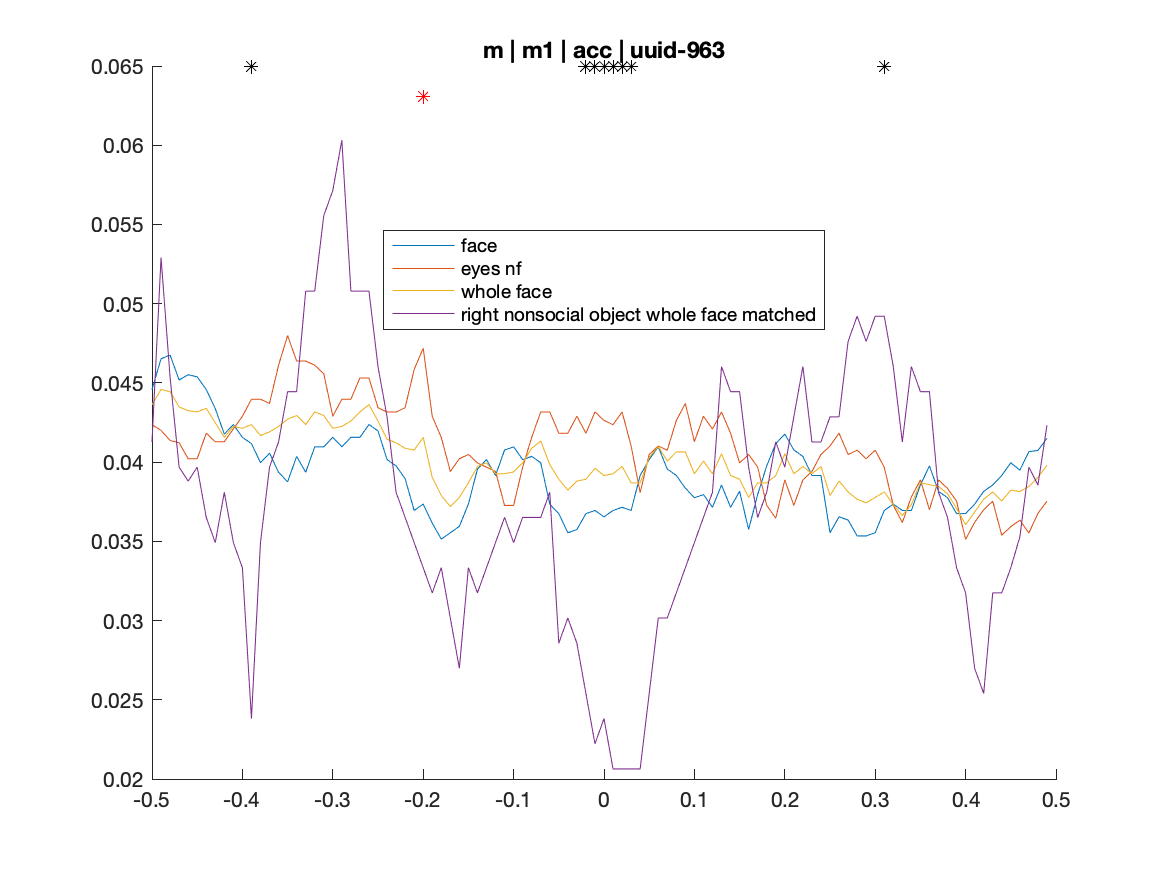 m | m1 | acc | uuid-963
0.065
0.06
0.055
0.05
0.045
0.04
0.035
0.03
0.025
0.02
face
eyes nf
whole face
right nonsocial object whole face matched
-0.5 -0.4 -0.3 -0.2 -0.1 0 0.1 0.2 0.3 0.4 0.5